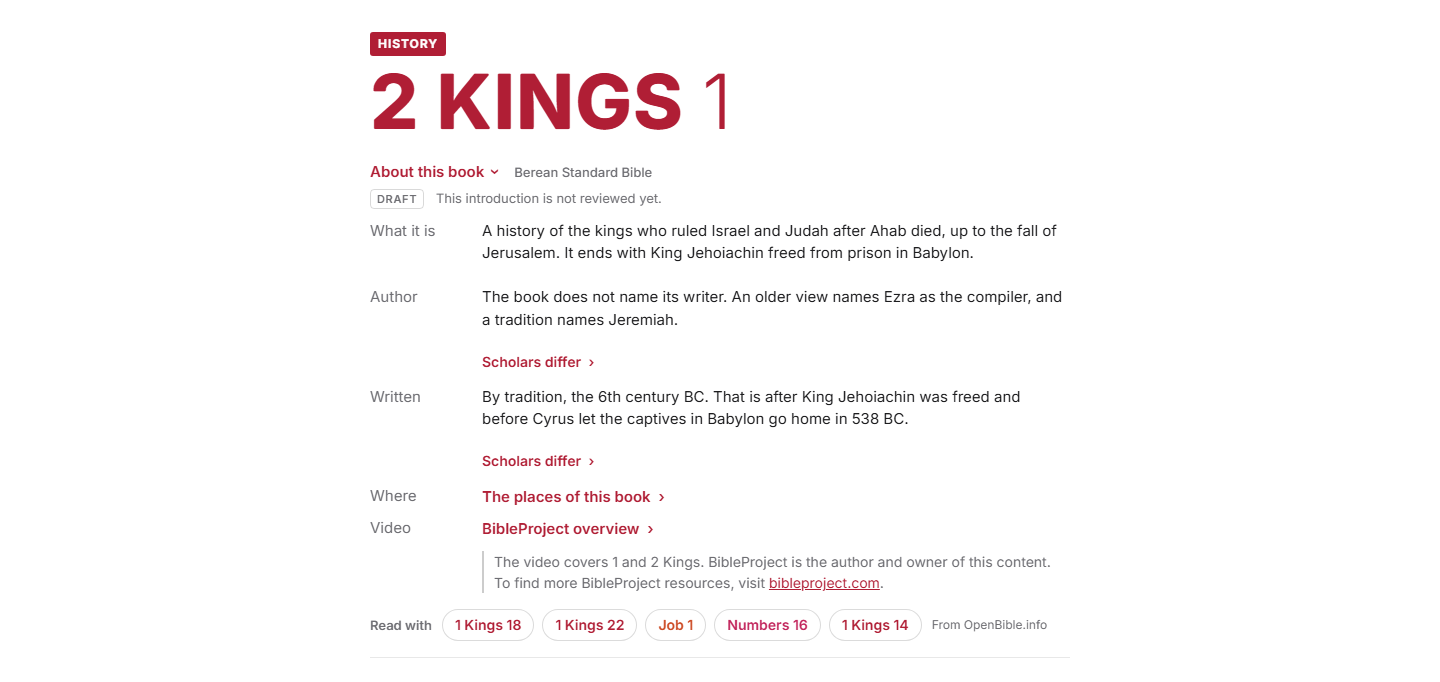 HISTORY
2 KINGS 1
About this book
Berean Standard Bible
DRAFT This introduction is not reviewed yet.
What it is
A history of the kings who ruled Israel and Judah after Ahab died, up to the fall of
Jerusalem. It ends with King Jehoiachin freed from prison in Babylon.
Author
The book does not name its writer. An older view names Ezra as the compiler, and
a tradition names Jeremiah.
Scholars differ ›
Written
By tradition, the 6th century BC. That is after King Jehoiachin was freed and
before Cyrus let the captives in Babylon go home in 538 BC.
Scholars differ ›
Where
The places of this book ›
Video
BibleProject overview ›
The video covers 1 and 2 Kings. BibleProject is the author and owner of this content.
To find more BibleProject resources, visit bibleproject.com.
Read with 1 Kings 18 1 Kings 22 Job 1 Numbers 16 1 Kings 14 From OpenBible.info